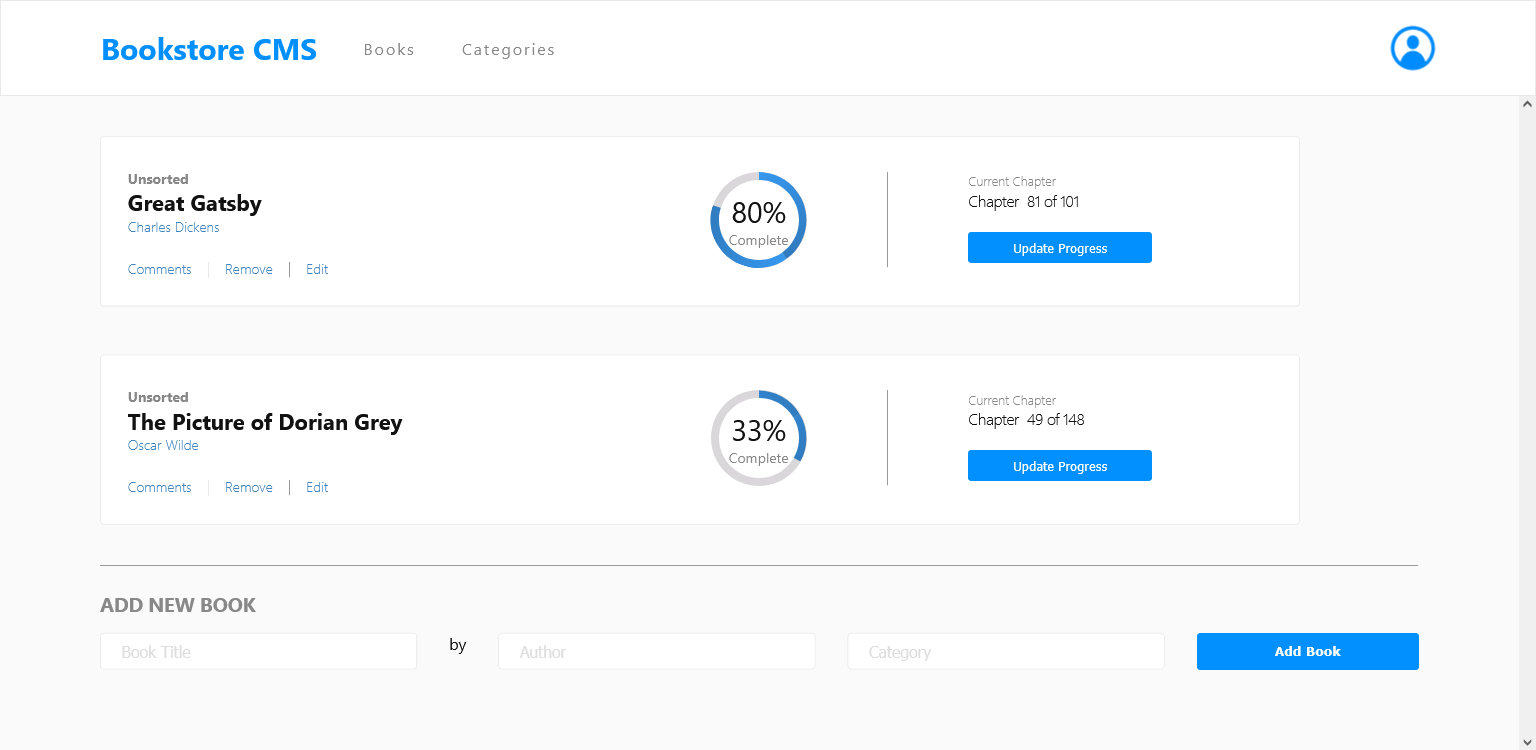 Bookstore CMS Books Categories
Unsorted
Great Gatsby
Charles Dickens
Comments Remove Edit
80%
Complete
Current Chapter
Chapter 81 of 101
Update Progress
Unsorted
The Picture of Dorian Grey
Oscar Wilde
Comments Remove Edit
33%
Complete
Current Chapter
Chapter 49 of 148
Update Progress
ADD NEW BOOK
Book Title by Author Category Add Book